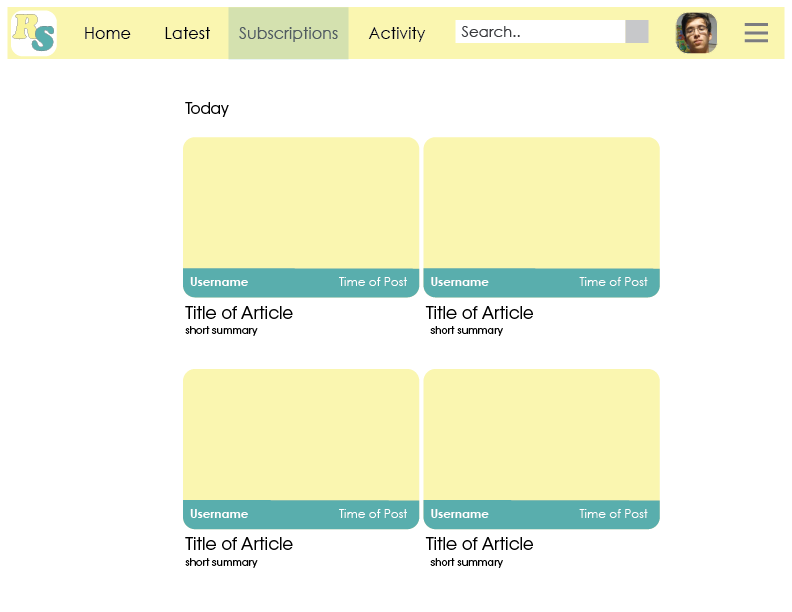 RS Home Latest Subscriptions Activity Search..
Today
Username Time of Post Username Time of Post
Title of Article Title of Article
short summary short summary
Username Time of Post Username Time of Post
Title of Article Title of Article
short summary short summary